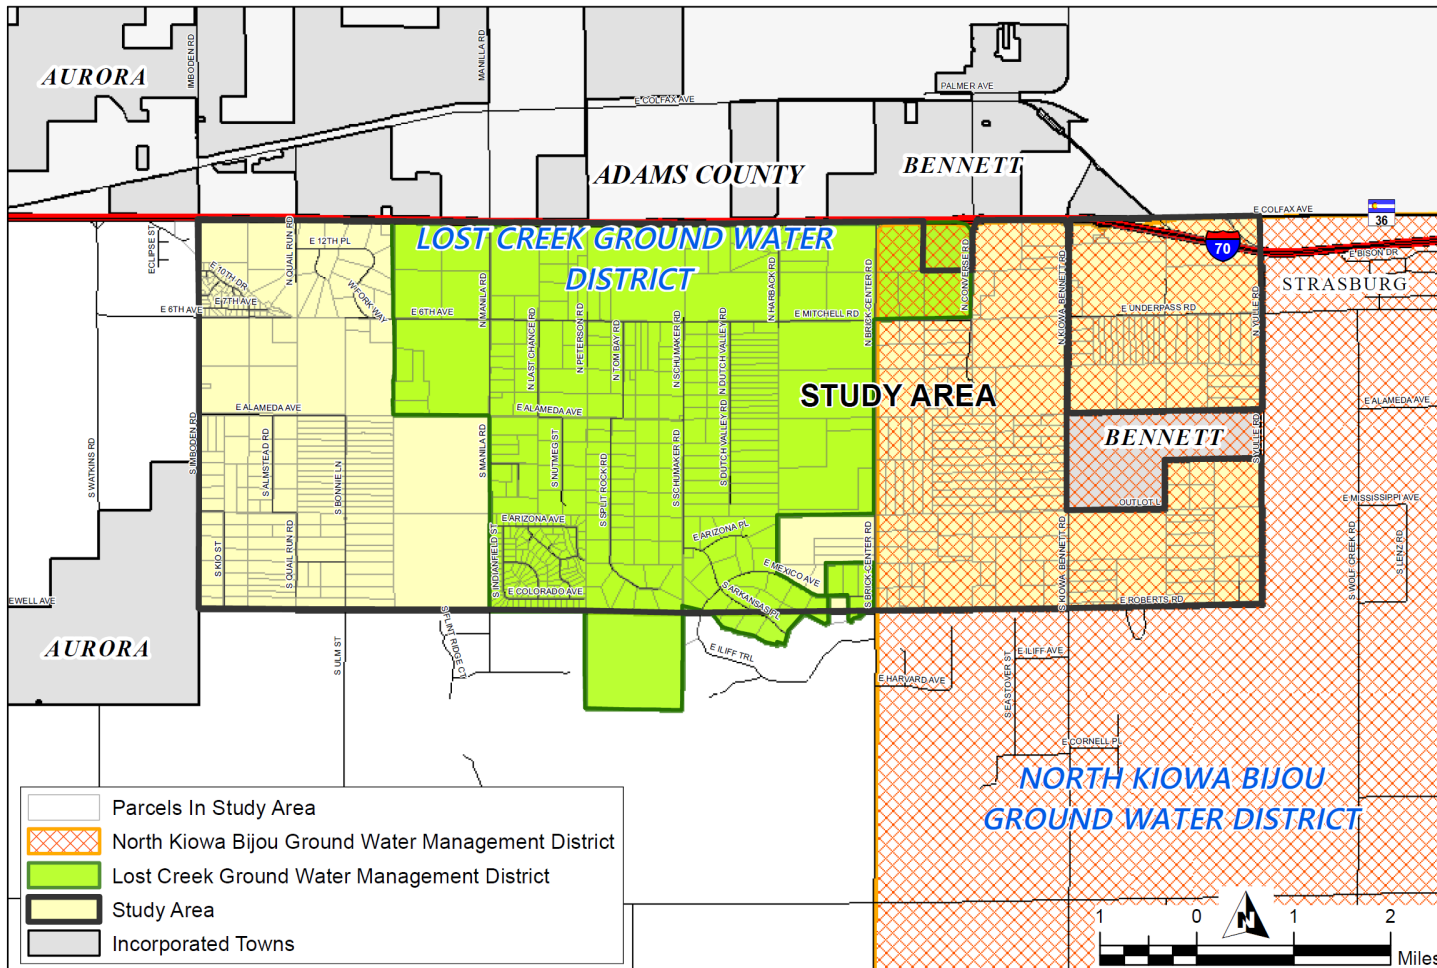 AURORA
IMBODEN RD
MANILLA RD
E COLFAX AVE
PALMER AVE
ADAMS COUNTY
BENNETT
E COLFAX AVE
36
70
E BISON DR
STRASBURG
LOST CREEK GROUND WATER
DISTRICT
ECLIPSE ST
N QUAIL RUN RD
E 12TH PL
E 10TH DR
E 7TH AVE
E 6TH AVE
W FORK WAY
E 6TH AVE
N MANILA RD
N LAST CHANCE RD
N PETERSON RD
N TOM BAY RD
N SCHUMAKER RD
N DUTCH VALLEY RD
N HARBACK RD
E MITCHELL RD
N BRICK-CENTER RD
N CONVERSE RD
N KIOWA BENNETT RD
E UNDERPASS RD
N YULLE RD
STUDY AREA
E ALAMEDA AVE
E ALAMEDA AVE
E ALAMEDA AVE
S WATKINS RD
S IMBODEN RD
S ALMSTEAD RD
S BONNIE LN
S MANILA RD
S NUTMEG ST
S SPLIT ROCK RD
S SCHUMAKER RD
S DUTCH VALLEY RD
BENNETT
S YULLE RD
OUTLOT L
E MISSISSIPPI AVE
S WOLF CREEK RD
S LENZ RD
S KIO ST
S QUAIL RUN RD
S INDIANFIELD ST
E ARIZONA AVE
E COLORADO AVE
E ARIZONA PL
E MEXICO AVE
S ARKANSAS PL
S BRICK-CENTER RD
S KIOWA BENNETT RD
E ROBERTS RD
EWELL AVE
AURORA
S ULM ST
S FLINT RIDGE CT
E ILIFF TRL
E HARVARD AVE
S EASTOVER ST
E ILIFF AVE
E CORNELL PL
NORTH KIOWA BIJOU
GROUND WATER DISTRICT
Parcels In Study Area
North Kiowa Bijou Ground Water Management District
Lost Creek Ground Water Management District
Study Area
Incorporated Towns
N
1 0 1 2
Miles